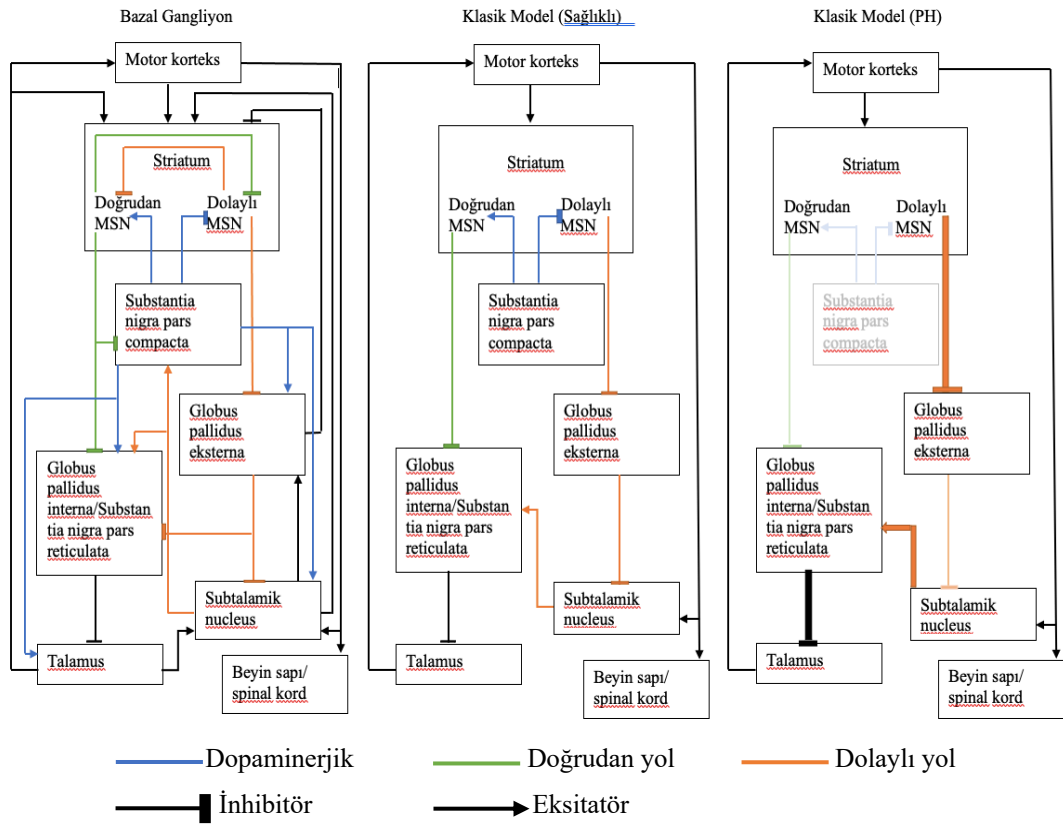 Bazal Gangliyon
Motor korteks
Striatum
Doğrudan
MSN
Dolaylı
MSN
Substantia
nigra pars
compacta
Globus
pallidus
eksterna
Globus
pallidus
interna/Substan
tia nigra pars
reticulata
Subtalamik
nucleus
Talamus
Beyin sapı/
spinal kord
Klasik Model (Sağlıklı)
Motor korteks
Striatum
Doğrudan
MSN
Dolaylı
MSN
Substantia
nigra pars
compacta
Globus
pallidus
eksterna
Globus
pallidus
interna/Substan
tia nigra pars
reticulata
Subtalamik
nucleus
Talamus
Beyin sapı/
spinal kord
Klasik Model (PH)
Motor korteks
Striatum
Doğrudan
MSN
Dolaylı
MSN
Substantia
nigra pars
compacta
Globus
pallidus
eksterna
Globus
pallidus
interna/Substan
tia nigra pars
reticulata
Subtalamik
nucleus
Talamus
Beyin sapı/
spinal kord
Dopaminerjik
Doğrudan yol
Dolaylı yol
İnhibitör
Eksitatör